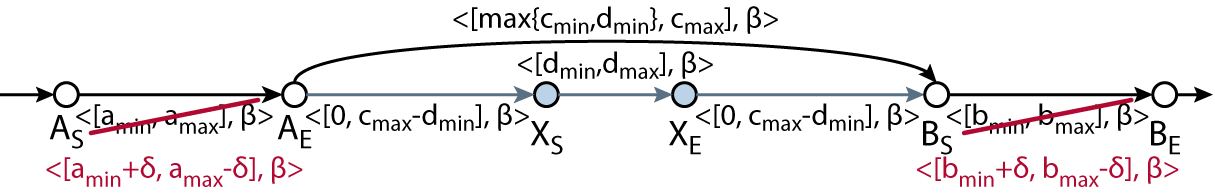 <[max{cmin,dmin}, cmax], β>
<[dmin,dmax], β>
<[amin, amax], β> <[0, cmax-dmin], β> <[0, cmax-dmin], β> <[bmin, bmax], β>
AS AE XS XE BS BE
<[amin+δ, amax-δ], β> <[bmin+δ, bmax-δ], β>